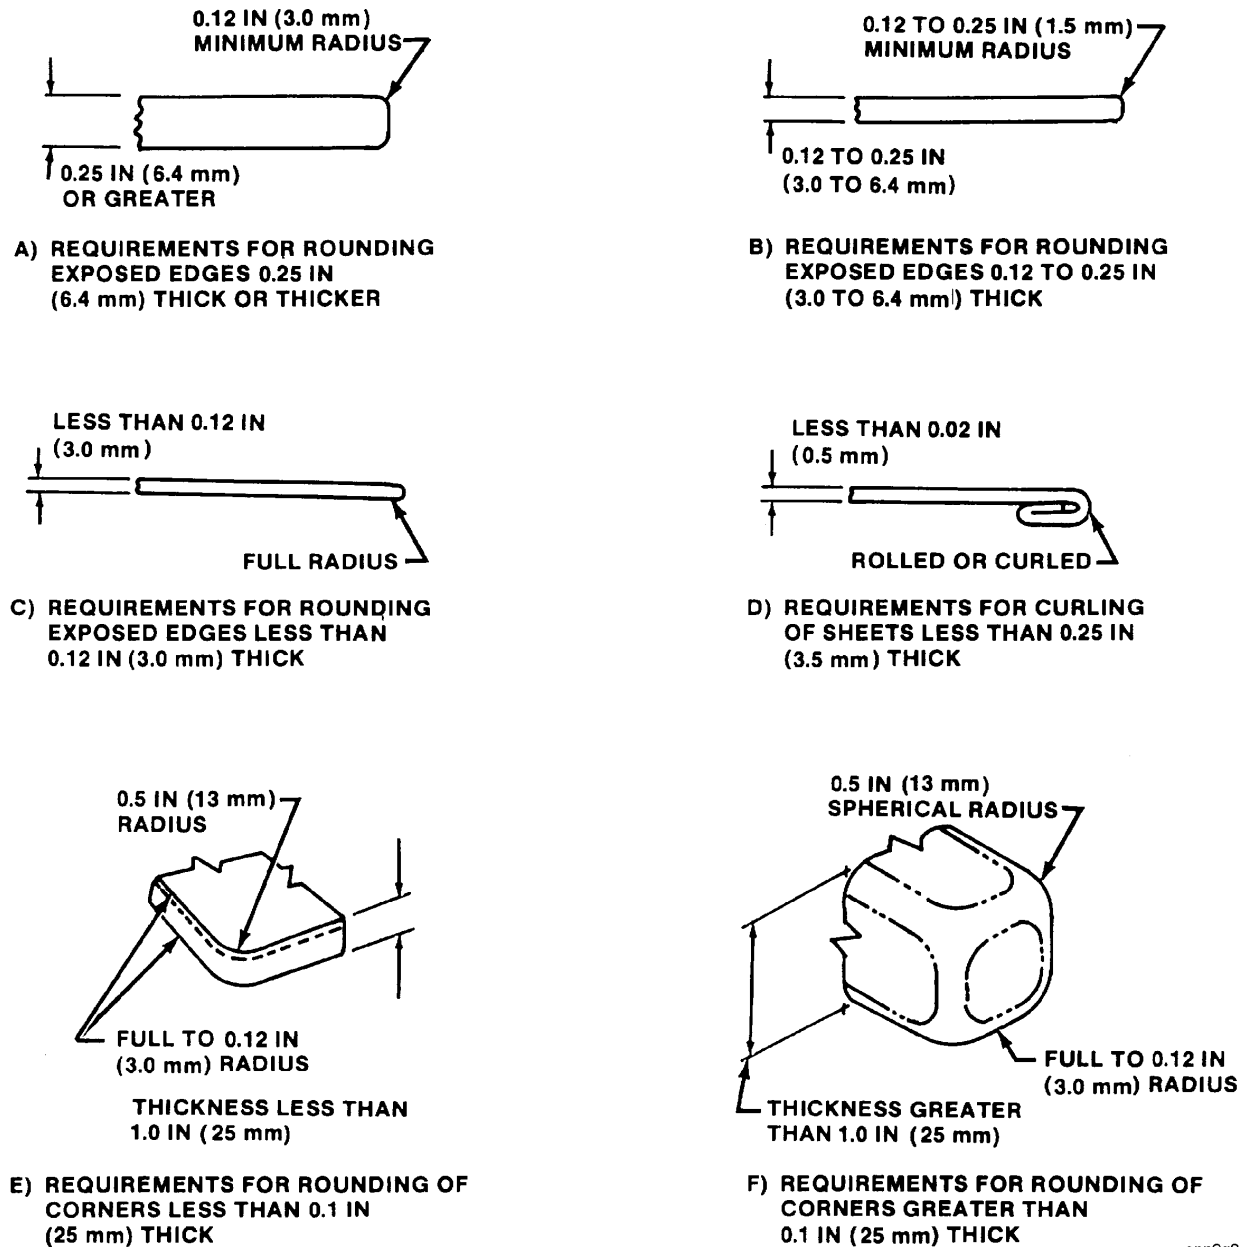 0.12 IN (3.0 mm)
MINIMUM RADIUS
0.25 IN (6.4 mm)
OR GREATER
A) REQUIREMENTS FOR ROUNDING
EXPOSED EDGES 0.25 IN
(6.4 mm) THICK OR THICKER
0.12 TO 0.25 IN (1.5 mm)
MINIMUM RADIUS
0.12 TO 0.25 IN
(3.0 TO 6.4 mm)
B) REQUIREMENTS FOR ROUNDING
EXPOSED EDGES 0.12 TO 0.25 IN
(3.0 TO 6.4 mm) THICK
LESS THAN 0.12 IN
(3.0 mm)
FULL RADIUS
C) REQUIREMENTS FOR ROUNDING
EXPOSED EDGES LESS THAN
0.12 IN (3.0 mm) THICK
LESS THAN 0.02 IN
(0.5 mm)
ROLLED OR CURLED
D) REQUIREMENTS FOR CURLING
OF SHEETS LESS THAN 0.25 IN
(3.5 mm) THICK
0.5 IN (13 mm)
RADIUS
FULL TO 0.12 IN
(3.0 mm) RADIUS
THICKNESS LESS THAN
1.0 IN (25 mm)
E) REQUIREMENTS FOR ROUNDING OF
CORNERS LESS THAN 0.1 IN
(25 mm) THICK
0.5 IN (13 mm)
SPHERICAL RADIUS
FULL TO 0.12 IN
(3.0 mm) RADIUS
THICKNESS GREATER
THAN 1.0 IN (25 mm)
F) REQUIREMENTS FOR ROUNDING OF
CORNERS GREATER THAN
0.1 IN (25 mm) THICK